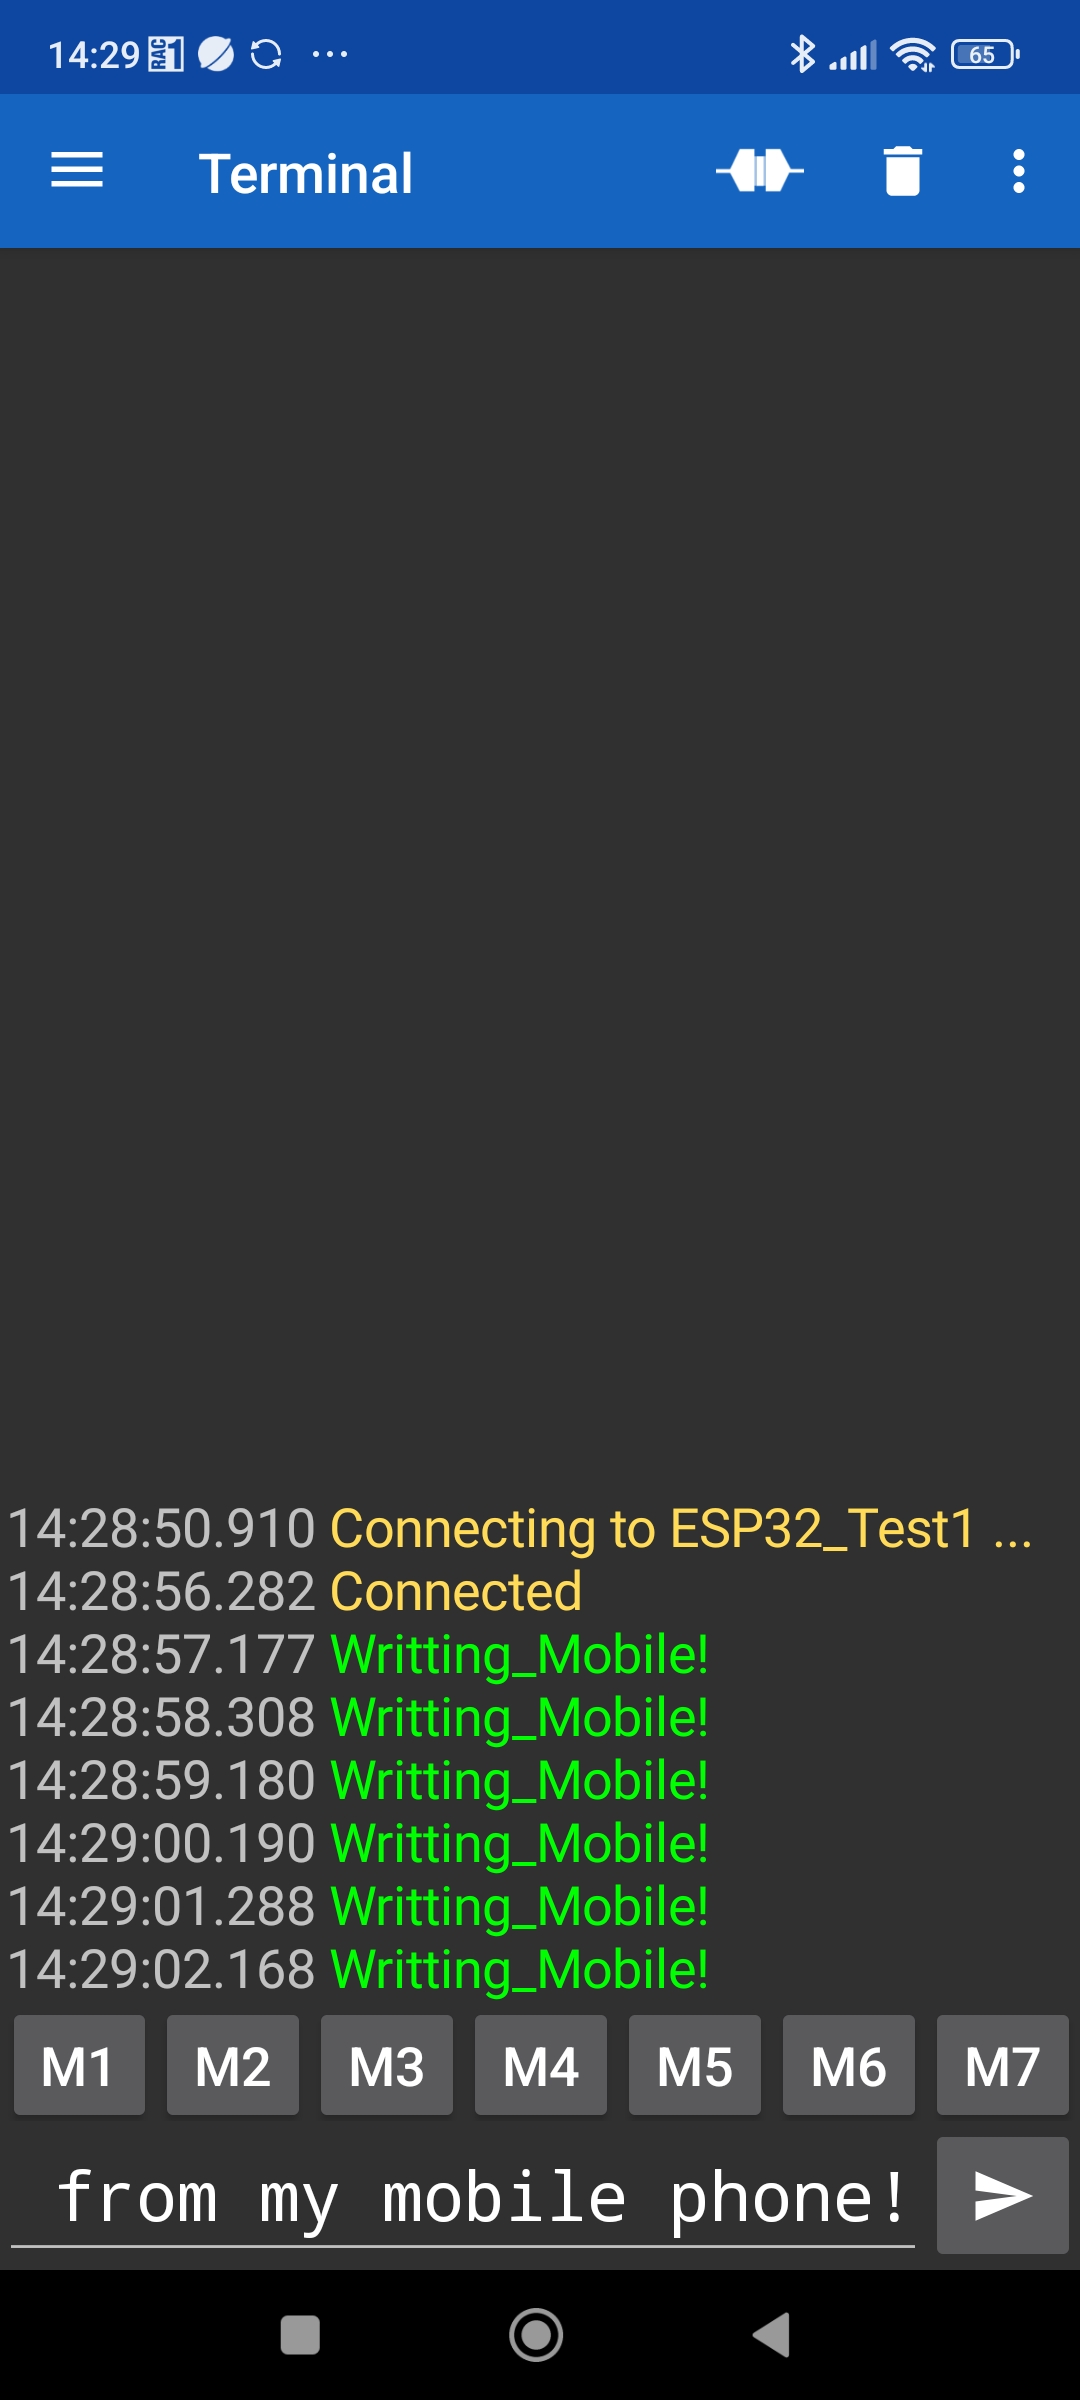 14:29
65
Terminal
14:28:50.910 Connecting to ESP32_Test1 ...
14:28:56.282 Connected
14:28:57.177 Writting_Mobile!
14:28:58.308 Writting_Mobile!
14:28:59.180 Writting_Mobile!
14:29:00.190 Writting_Mobile!
14:29:01.288 Writting_Mobile!
14:29:02.168 Writting_Mobile!
M1 M2 M3 M4 M5 M6 M7
from my mobile phone!